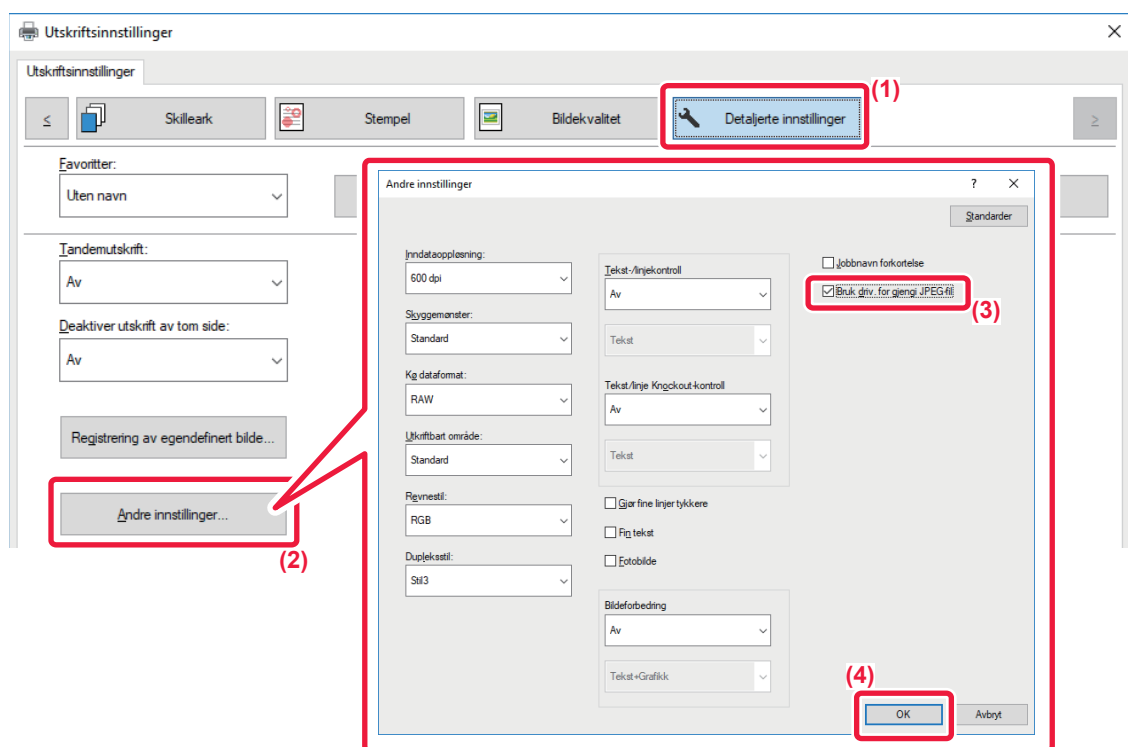 Utskriftsinnstillinger
Utskriftsinnstillinger
(1)
<
Skilleark
Stempel
Bildekvalitet
Detaljerte innstillinger
>
Favoritter:
Uten navn
Tandemutskrift:
Av
Deaktiver utskrift av tom side:
Av
Registrering av egendefinert bilde...
Andre innstillinger...
(2)
Andre innstillinger
?
Standarder
Inndataoppløsning:
600 dpi
Skyggemønster:
Standard
Kø dataformat:
RAW
Utkriftbart område:
Standard
Revnestil:
RGB
Dupleksstil:
Stil3
Tekst-/linjekontroll
Av
Tekst
Tekst/linje Knockout-kontroll
Av
Tekst
Gjør fine linjer tykkere
Fin tekst
Fotobilde
Bildeforbedring
Av
Tekst+Grafikk
Jobbnavn forkortelse
Bruk driv. for gjengi JPEG-fil
(3)
(4)
OK
Avbryt